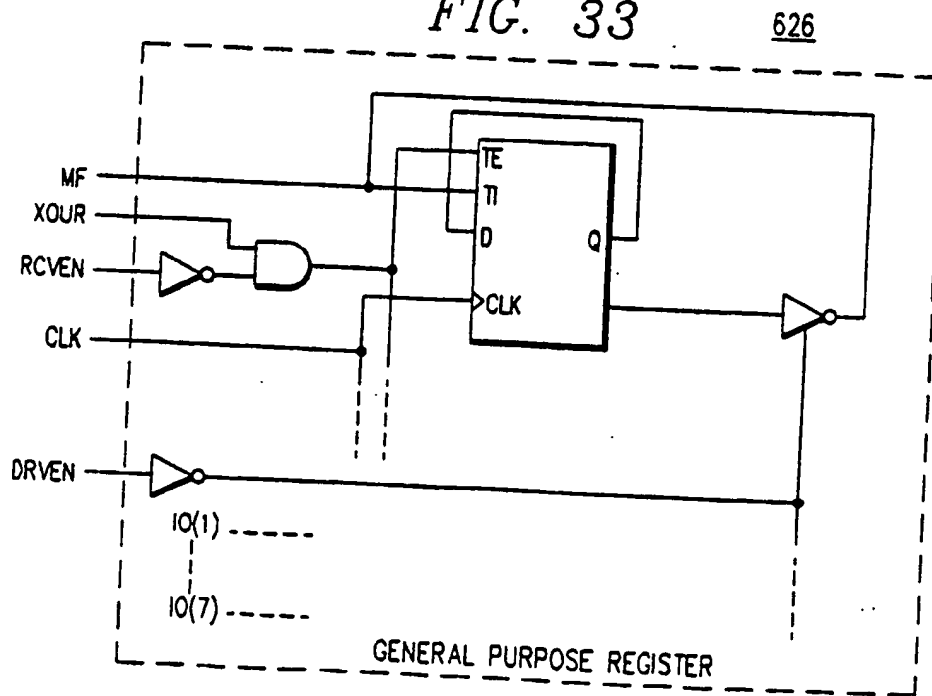 FIG. 33
626
MF
XOUR
RCVEN
CLK
DRVEN
TE
TI
D
Q
CLK
IO(1)
IO(7)
GENERAL PURPOSE REGISTER